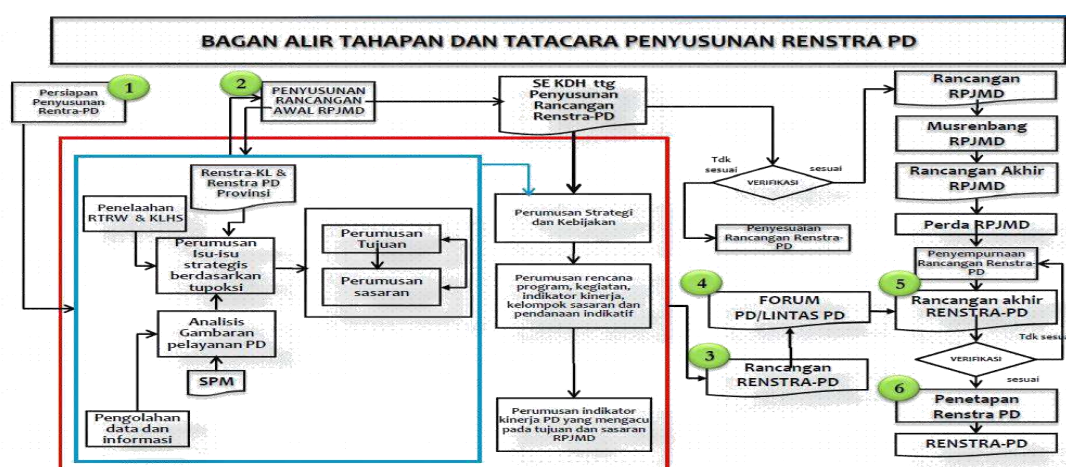 BAGAN ALIR TAHAPAN DAN TATACARA PENYUSUNAN RENSTRA PD
1
Persiapan
Penyusunan
Rentra-PD
2
PENYUSUNAN
RANCANGAN
AWAL RPJMD
SE KDH ttg
Penyusunan
Rancangan
Renstra-PD
Rancangan
RPJMD
Musrenbang
RPJMD
Rancangan Akhir
RPJMD
Perda RPJMD
Tdk
sesuai
sesuai
VERIFIKASI
Penyesuaian
Rancangan Renstra-
PD
Renstra-KL &
Renstra PD
Provinsi
Penelaahan
RTRW & KLHS
Perumusan
Isu-isu
strategis
berdasarkan
tupoksi
Perumusan
Tujuan
Perumusan
sasaran
Analisis
Gambaran
pelayanan PD
SPM
Pengolahan
data dan
informasi
Perumusan Strategi
dan Kebijakan
Perumusan rencana
program, kegiatan,
indikator kinerja,
kelompok sasaran dan
pendanaan indikatif
Perumusan indikator
kinerja PD yang mengacu
pada tujuan dan sasaran
RPJMD
3
Rancangan
RENSTRA-PD
4
FORUM
PD/LINTAS PD
Penyempurnaan
Rancangan Renstra-
PD
5
Rancangan akhir
RENSTRA-PD
Tdk sesu
VERIFIKASI
sesuai
6
Penetapan
Renstra PD
RENSTRA-PD